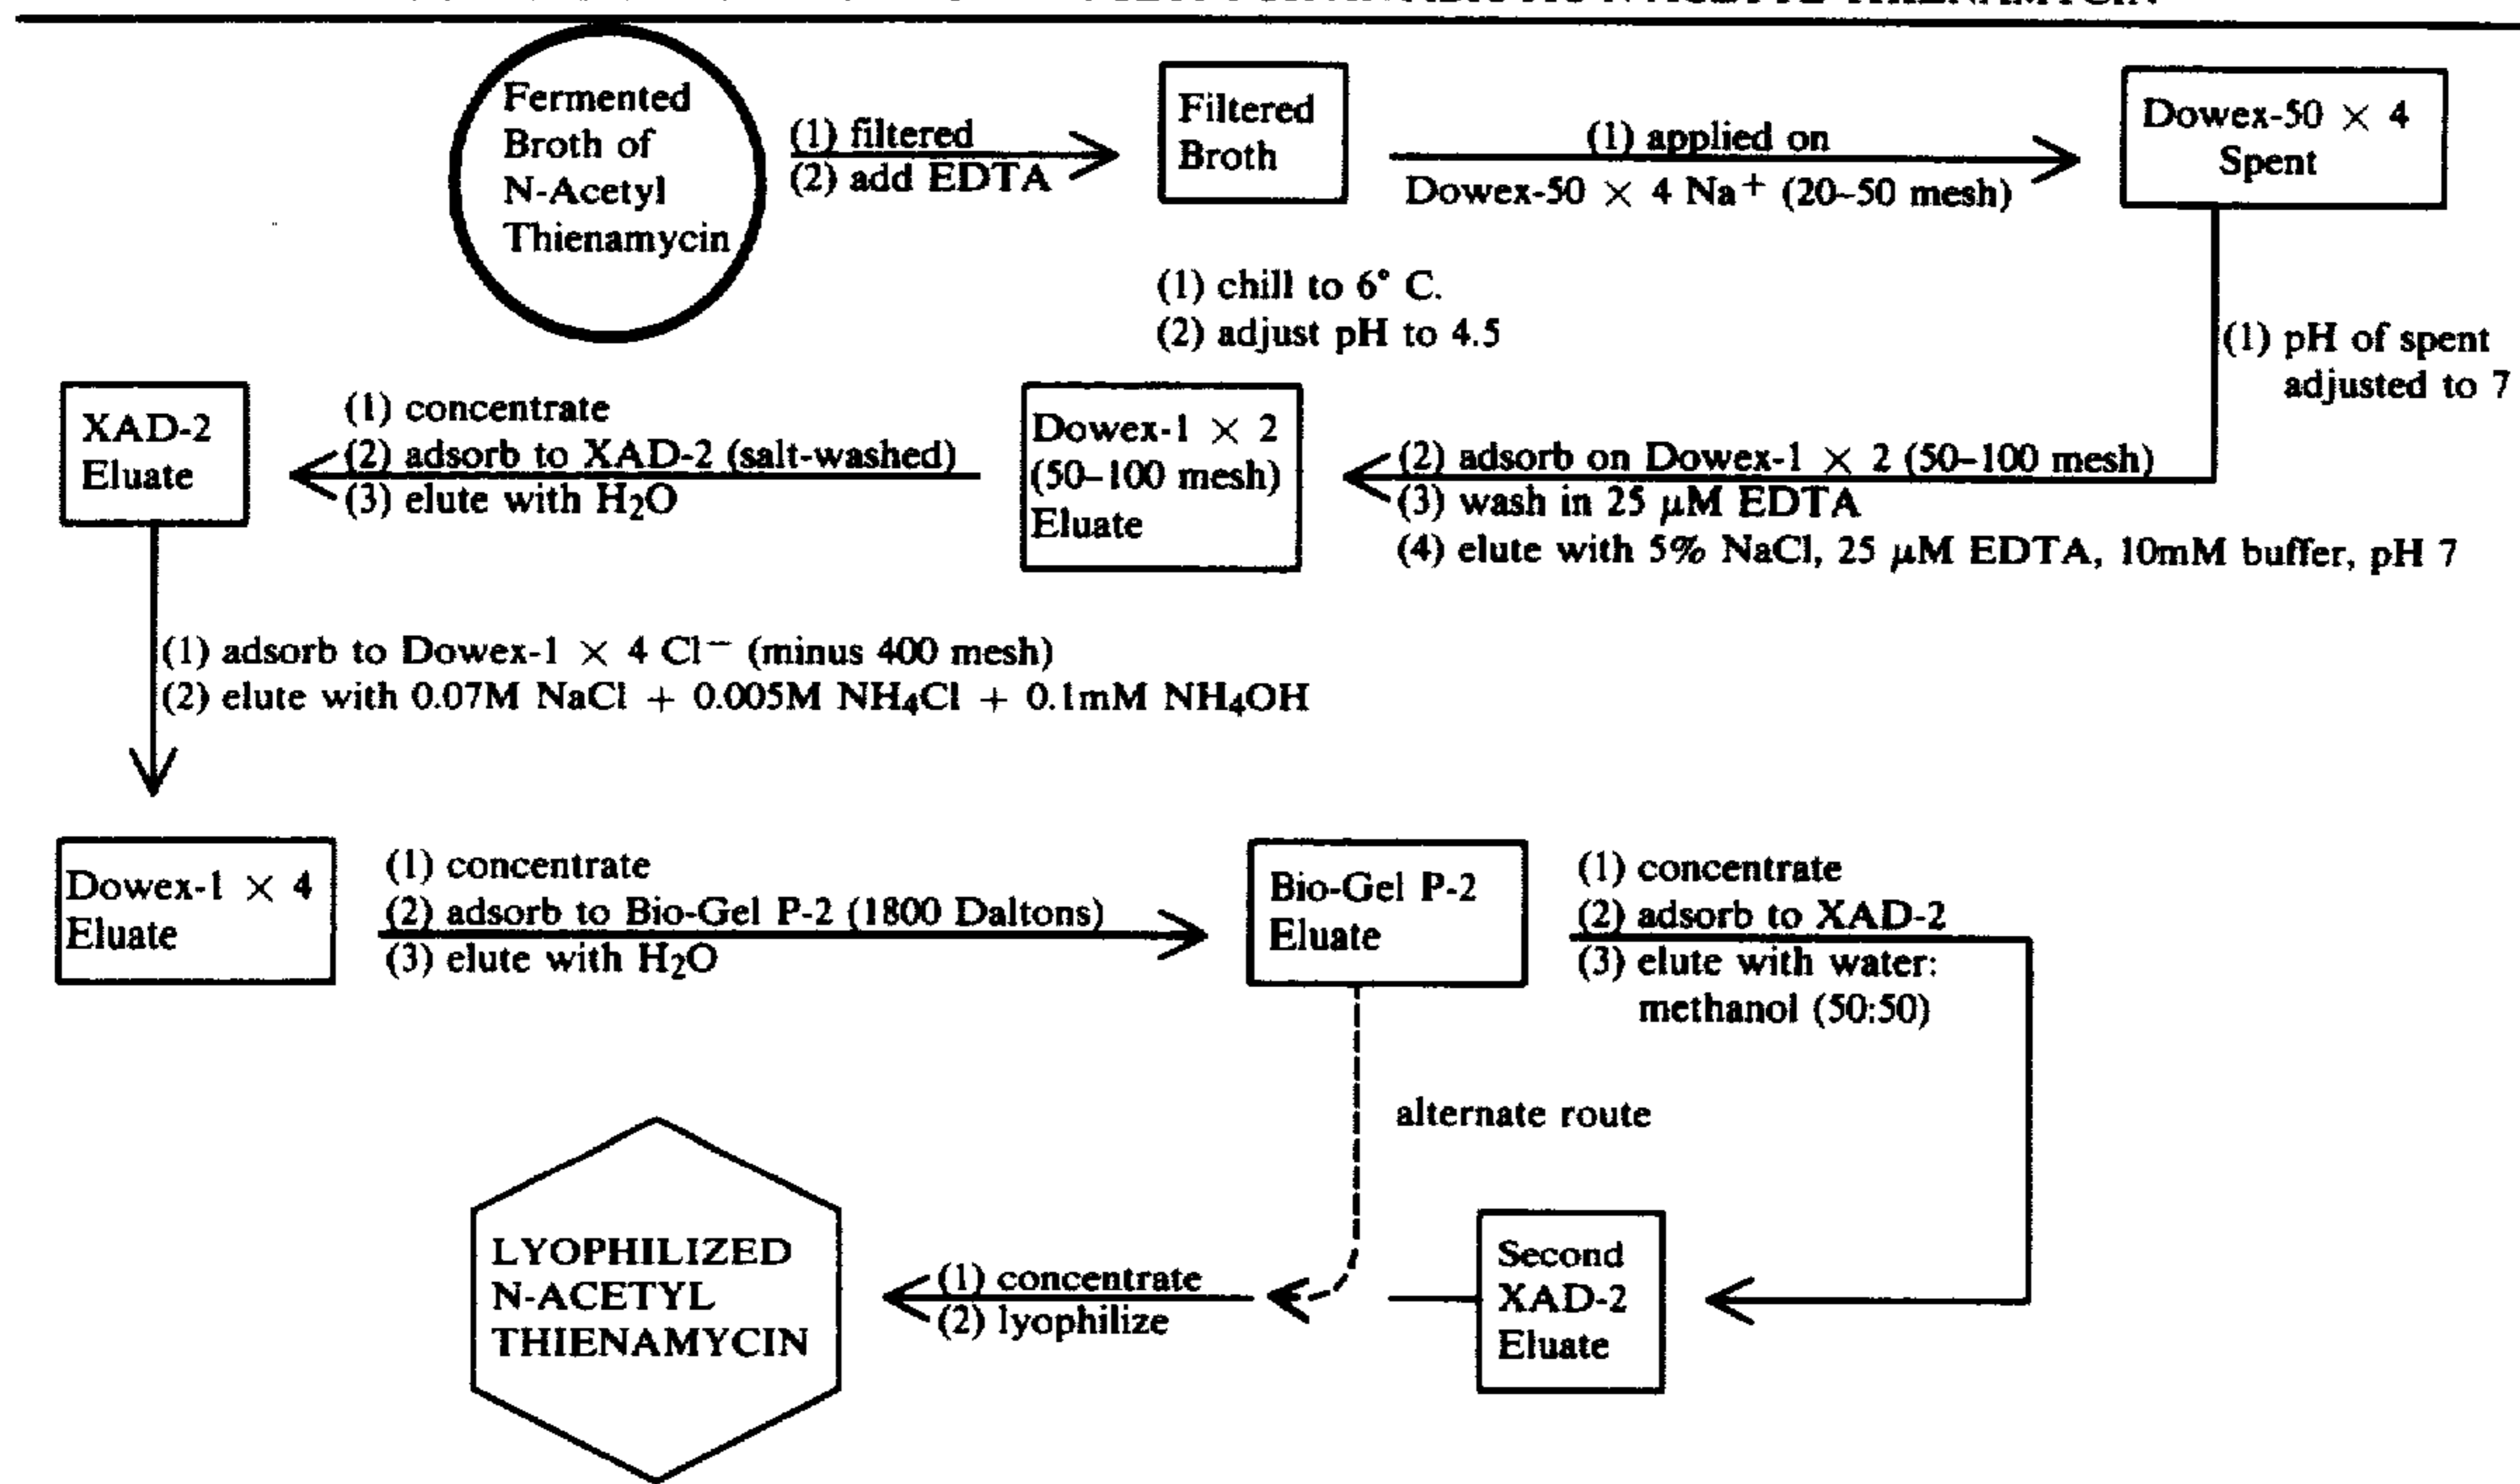 Fermented
Broth of
N-Acetyl
Thienamycin
(1) filtered
(2) add EDTA
Filtered
Broth
(1) applied on
Dowex-50 × 4 Na+ (20–50 mesh)
Dowex-50 × 4
Spent
(1) chill to 6° C.
(2) adjust pH to 4.5
(1) pH of spent
adjusted to 7
(2) adsorb on Dowex-1 × 2 (50–100 mesh)
(3) wash in 25 μM EDTA
(4) elute with 5% NaCl, 25 μM EDTA, 10mM buffer, pH 7
Dowex-1 × 2
(50–100 mesh)
Eluate
(1) concentrate
(2) adsorb to XAD-2 (salt-washed)
(3) elute with H2O
XAD-2
Eluate
(1) adsorb to Dowex-1 × 4 Cl− (minus 400 mesh)
(2) elute with 0.07M NaCl + 0.005M NH4Cl + 0.1mM NH4OH
Dowex-1 × 4
Eluate
(1) concentrate
(2) adsorb to Bio-Gel P-2 (1800 Daltons)
(3) elute with H2O
Bio-Gel P-2
Eluate
(1) concentrate
(2) adsorb to XAD-2
(3) elute with water:
methanol (50:50)
alternate route
Second
XAD-2
Eluate
(1) concentrate
(2) lyophilize
LYOPHILIZED
N-ACETYL
THIENAMYCIN